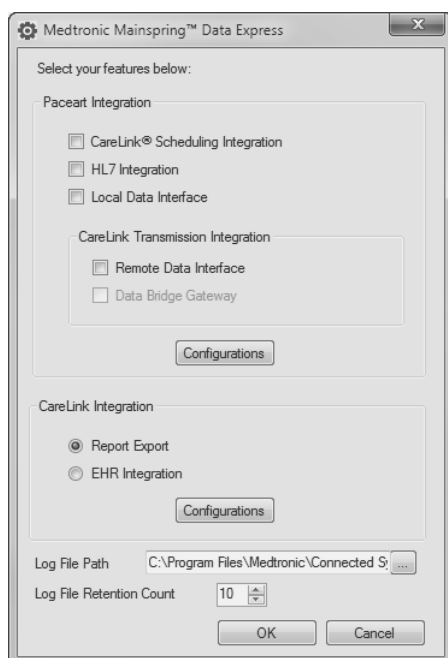 Medtronic Mainspring™ Data Express
X
Select your features below:
Paceart Integration
CareLink® Scheduling Integration
HL7 Integration
Local Data Interface
CareLink Transmission Integration
Remote Data Interface
Data Bridge Gateway
Configurations
CareLink Integration
Report Export
EHR Integration
Configurations
Log File Path C:\Program Files\Medtronic\Connected Sy ...
Log File Retention Count 10
OK Cancel